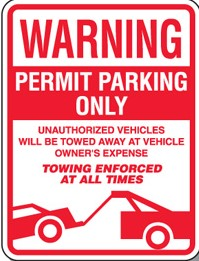 WARNING
PERMIT PARKING
ONLY
UNAUTHORIZED VEHICLES
WILL BE TOWED AWAY AT VEHICLE
OWNER'S EXPENSE
TOWING ENFORCED
AT ALL TIMES